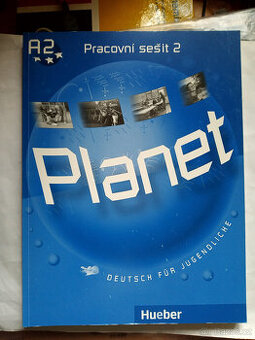 A2
Pracovní sešit 2
Planet
DEUTSCH FÜR JUGENDLICHE
Hueber